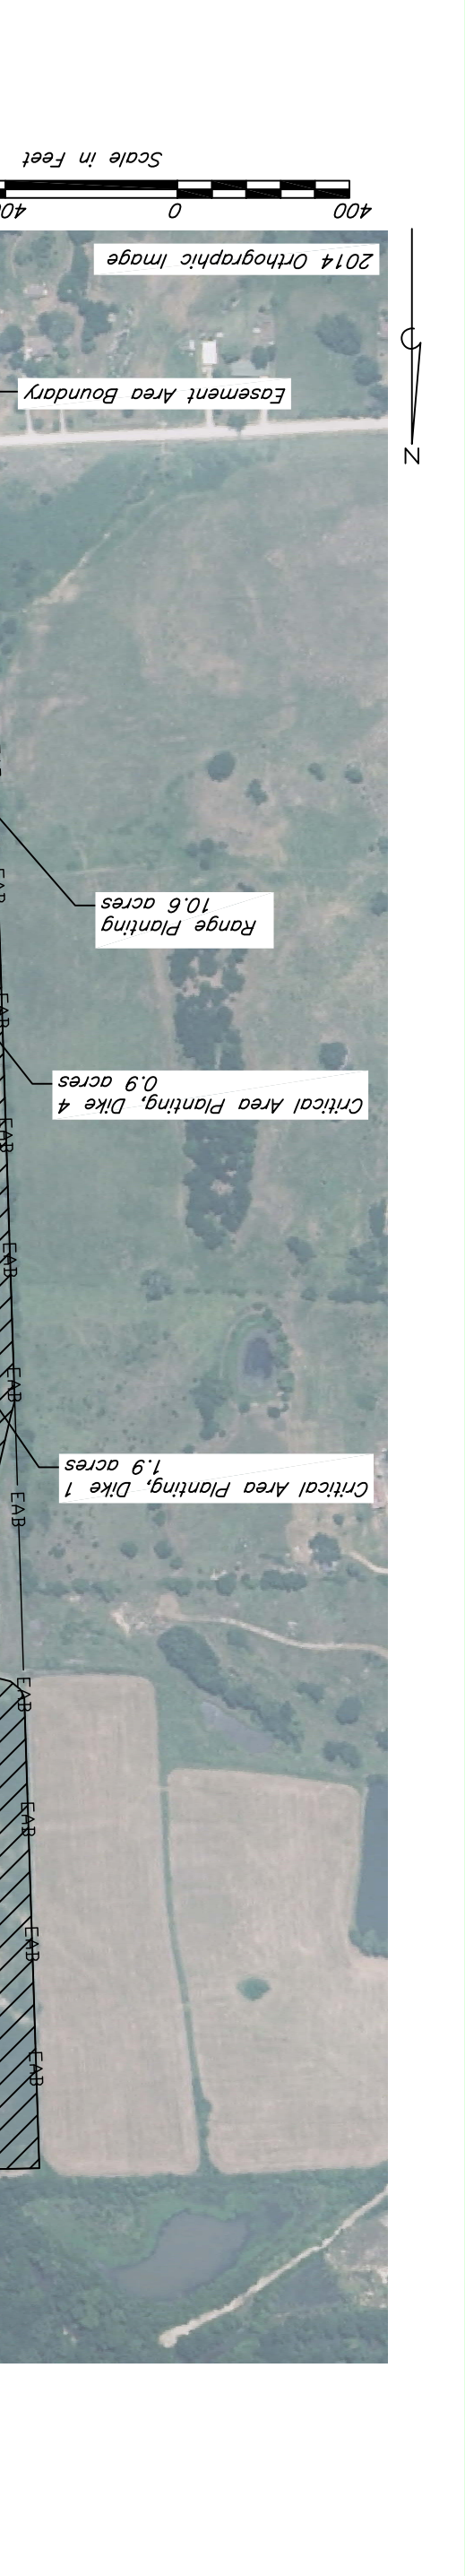 EAB
EAB
EAB
EAB
EAB
Critical Area Planting, Dike 1
1.9 acres
EAB
EAB
EAB
Critical Area Planting, Dike 4
0.9 acres
EAB
Range Planting
10.6 acres
EAB
N
Easement Area Boundary
2014 Orthographic Image
400 0 40
Scale in Feet